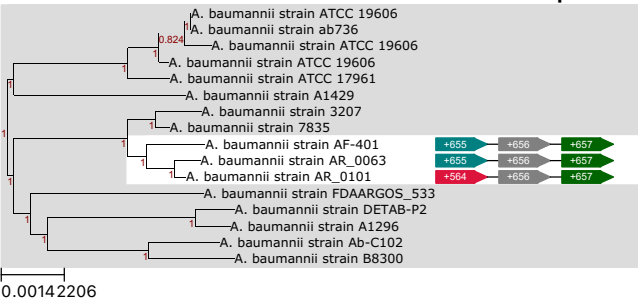 A. baumannii strain ATCC 19606
1 A. baumannii strain ab736
0.824 A. baumannii strain ATCC 19606
1 A. baumannii strain ATCC 19606
1 A. baumannii strain ATCC 17961
1 A. baumannii strain A1429
A. baumannii strain 3207
1 A. baumannii strain 7835
1
A. baumannii strain AF-401 +655 +656 +657
1 A. baumannii strain AR_0063 +655 +656 +657
1 1 A. baumannii strain AR_0101 +564 +656 +657
1 A. baumannii strain FDAARGOS_533
A. baumannii strain DETAB-P2
1 1 A. baumannii strain A1296
1 A. baumannii strain Ab-C102
1 A. baumannii strain B8300
0.00142206